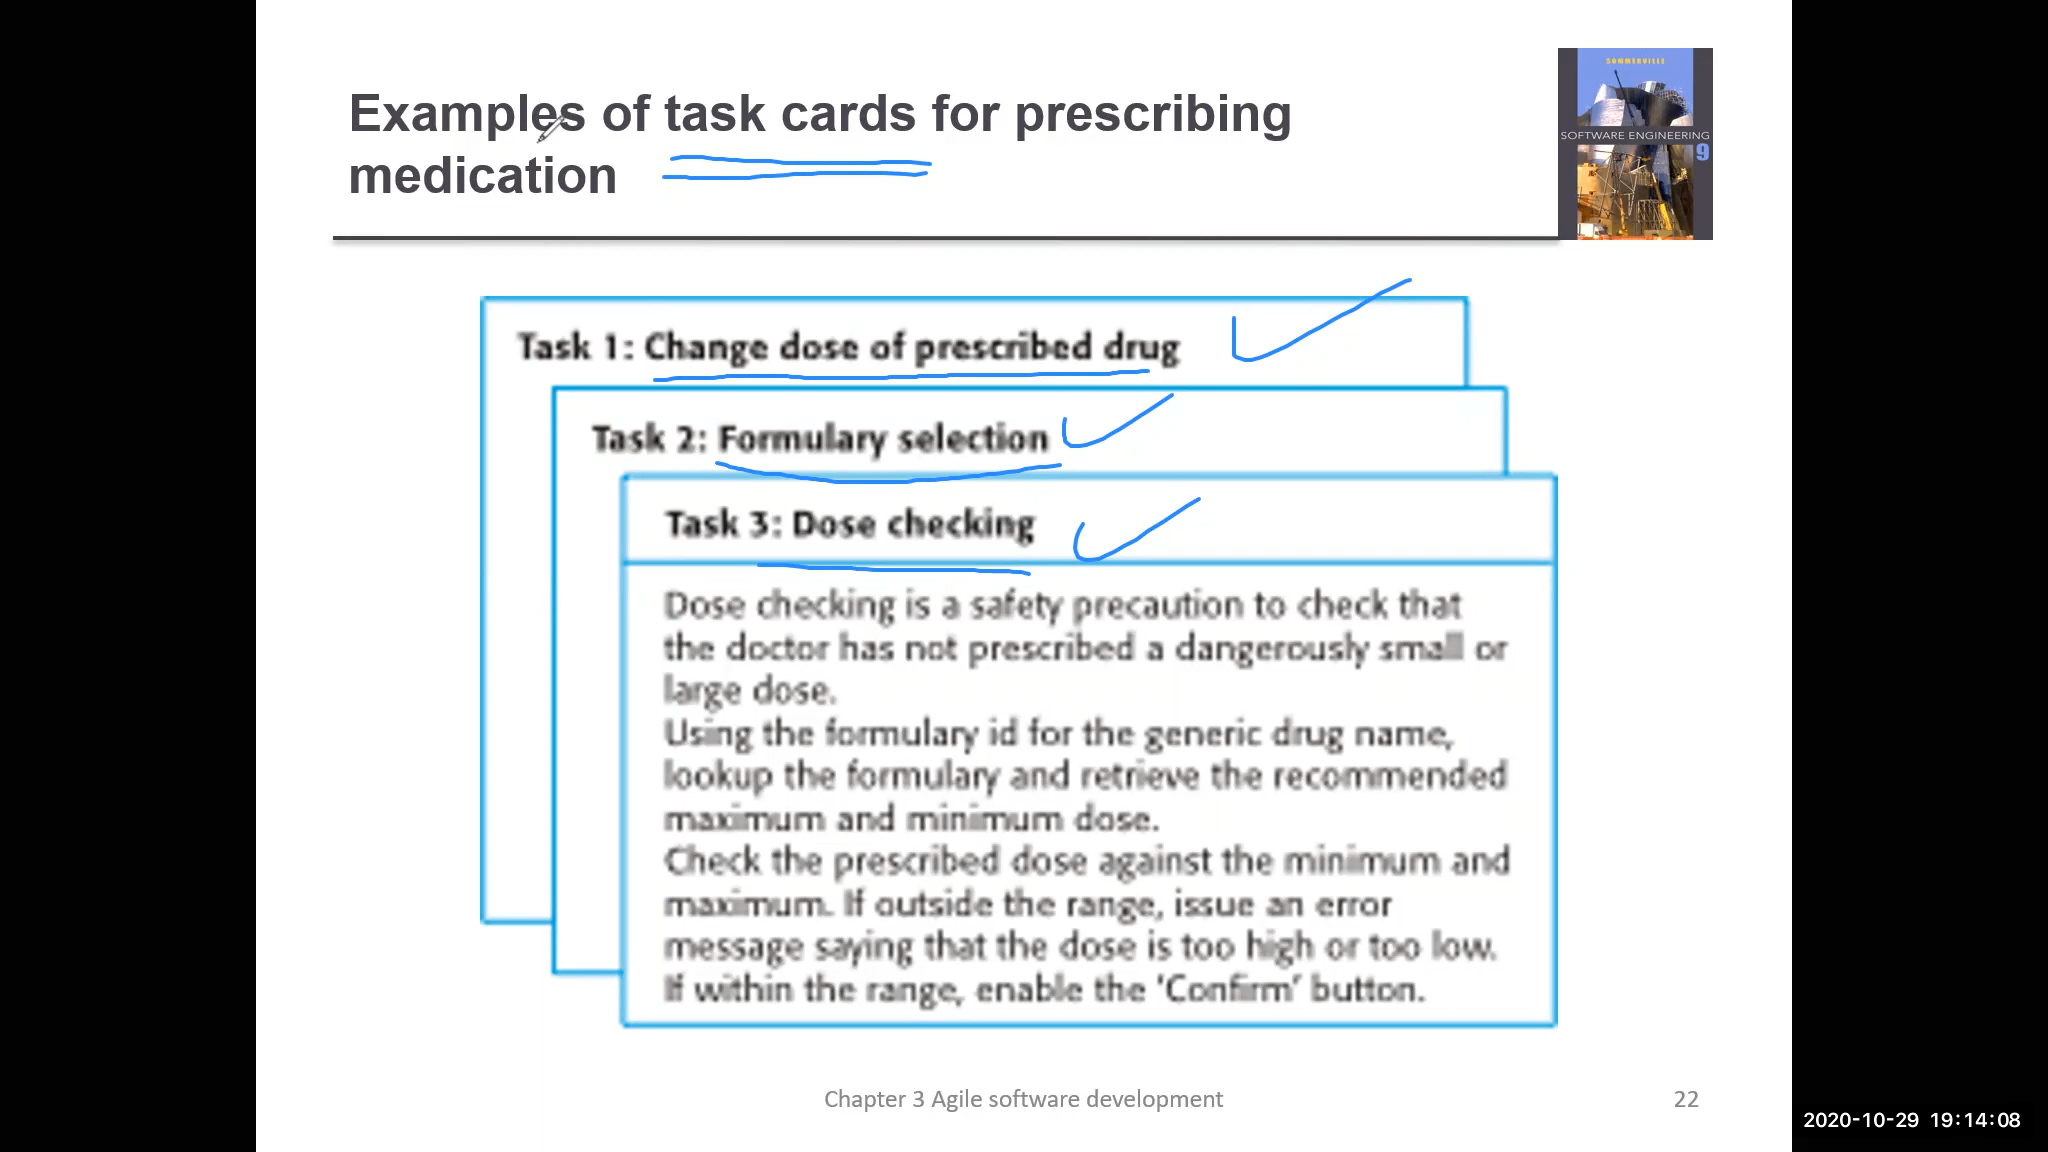 Examples of task cards for prescribing
medication
SOMMERVILLE
SOFTWARE ENGINEERING
9
Task 1: Change dose of prescribed drug
Task 2: Formulary selection
Task 3: Dose checking
Dose checking is a safety precaution to check that
the doctor has not prescribed a dangerously small or
large dose.
Using the formulary id for the generic drug name,
lookup the formulary and retrieve the recommended
maximum and minimum dose.
Check the prescribed dose against the minimum and
maximum. If outside the range, issue an error
message saying that the dose is too high or too low.
If within the range, enable the 'Confirm' button.
Chapter 3 Agile software development
22
2020-10-29 19:14:08